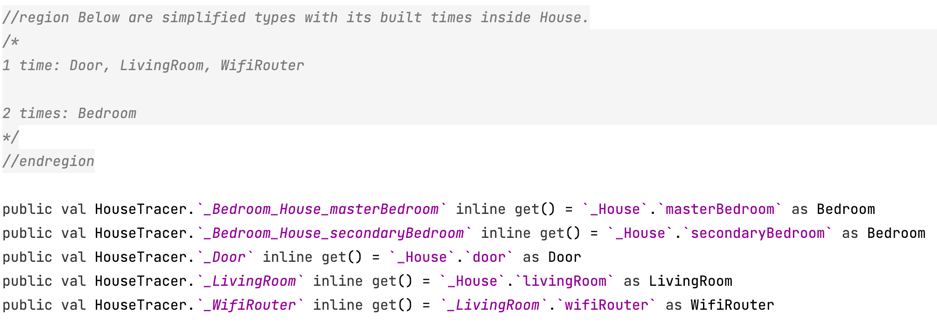 //region Below are simplified types with its built times inside House.
/*
1 time: Door, LivingRoom, WifiRouter
2 times: Bedroom
*/
//endregion
public val HouseTracer.`_Bedroom_House_masterBedroom` inline get() = `_House`.`masterBedroom` as Bedroom
public val HouseTracer.`_Bedroom_House_secondaryBedroom` inline get() = `_House`.`secondaryBedroom` as Bedroom
public val HouseTracer.`_Door` inline get() = `_House`.`door` as Door
public val HouseTracer.`_LivingRoom` inline get() = `_House`.`livingRoom` as LivingRoom
public val HouseTracer.`_WifiRouter` inline get() = `_LivingRoom`.`wifiRouter` as WifiRouter